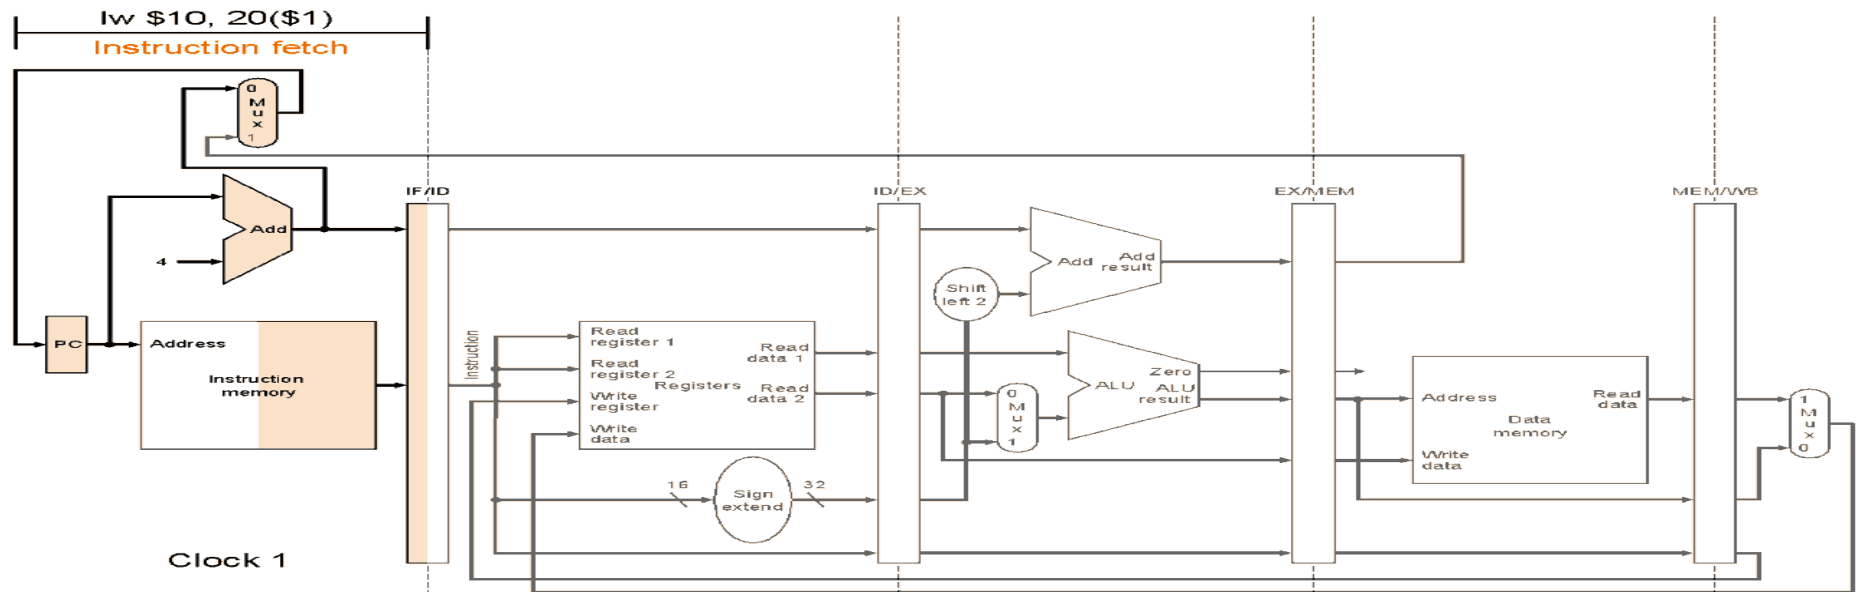 lw $10, 20($1)
Instruction fetch
0
M
u
x
1
IF/ID
ID/EX
EX/MEM
MEM/WB
Add
4
Shift
left 2
Add
Add
result
PC
Address
Instruction
memory
Instruction
Read
register 1
Read
register 2
Write
register
Write
data
Registers
Read
data 1
Read
data 2
0
M
u
x
1
Zero
ALU
ALU
result
Address
Write
data
Data
memory
Read
data
1
M
u
x
0
16
Sign
extend
32
Clock 1